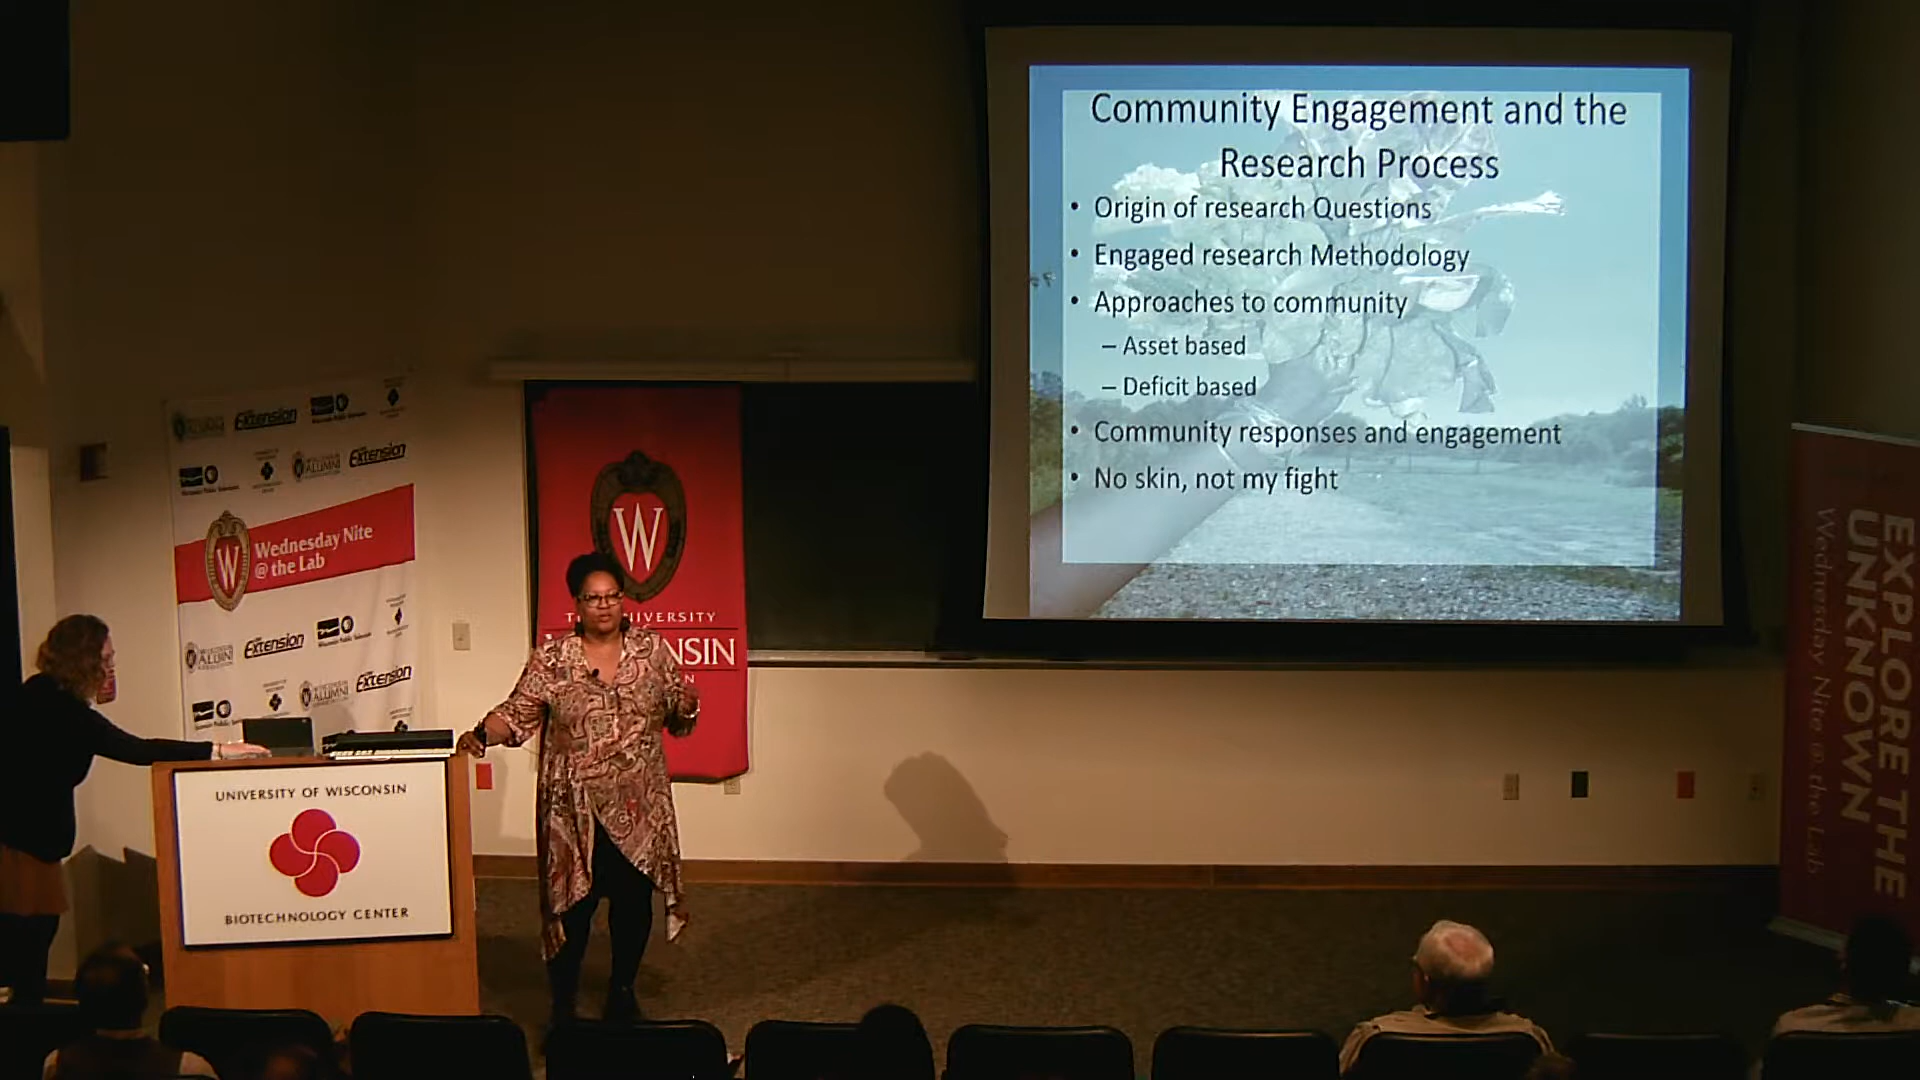 Community Engagement and the
Research Process
• Origin of research Questions
• Engaged research Methodology
• Approaches to community
– Asset based
– Deficit based
• Community responses and engagement
• No skin, not my fight
Extension
Extension
W
Wednesday Nite
@ the Lab
Extension
ALUMNI
Extension
PBS
W
UNIVERSITY OF WISCONSIN
BIOTECHNOLOGY CENTER
EXPLORE THE
UNKNOWN
Wednesday Nite @ the Lab